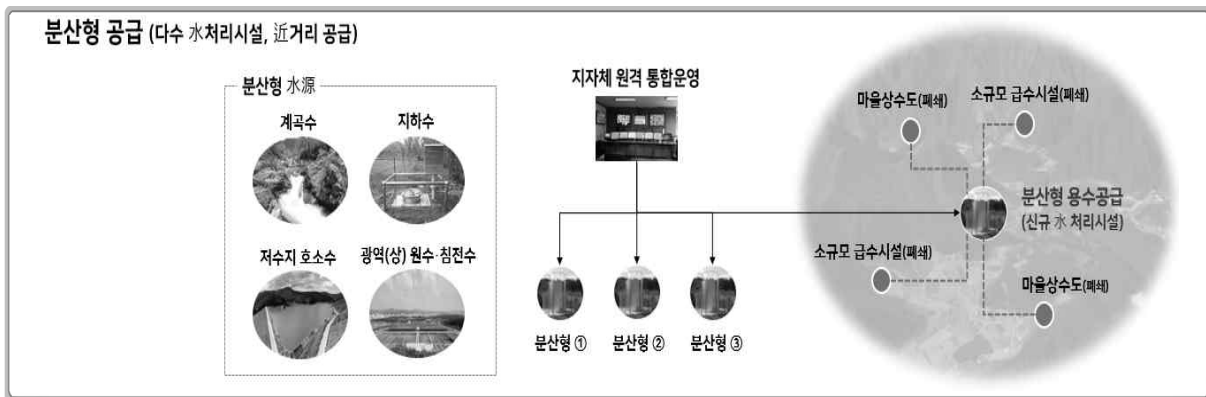 분산형 공급 (다수 水처리시설, 近거리 공급)
분산형 水源
계곡수
지하수
저수지 호소수
광역(상) 원수·침전수
지자체 원격 통합운영
분산형 ①
분산형 ②
분산형 ③
마을상수도(폐쇄)
소규모 급수시설(폐쇄)
분산형 용수공급
(신규 水 처리시설)
소규모 급수시설(폐쇄)
마을상수도(폐쇄)